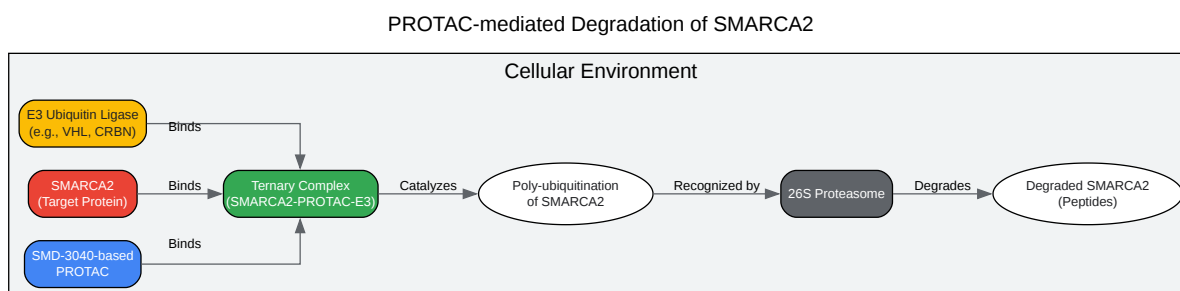 PROTAC-mediated Degradation of SMARCA2
Cellular Environment
E3 Ubiquitin Ligase
(e.g., VHL, CRBN)
Binds
SMARCA2
(Target Protein)
Binds
Ternary Complex
(SMARCA2-PROTAC-E3)
Catalyzes
Poly-ubiquitination
of SMARCA2
Recognized by
26S Proteasome
Degrades
Degraded SMARCA2
(Peptides)
Binds
SMD-3040-based
PROTAC